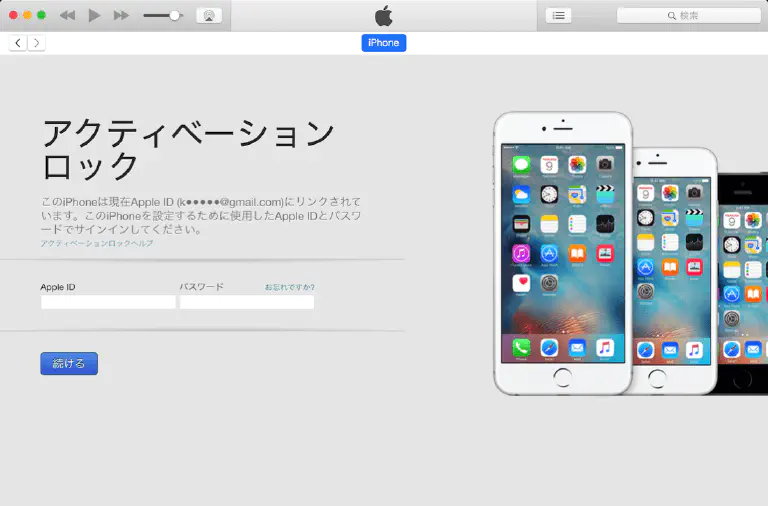 検索
iPhone
アクティベーション
ロック
このiPhoneは現在Apple ID (k●●●●●@gmail.com)にリンクされて
います。このiPhoneを設定するために使用したApple IDとパスワ
ードでサインインしてください。
アクティベーションロックヘルプ
Apple ID パスワード お忘れですか?
続ける